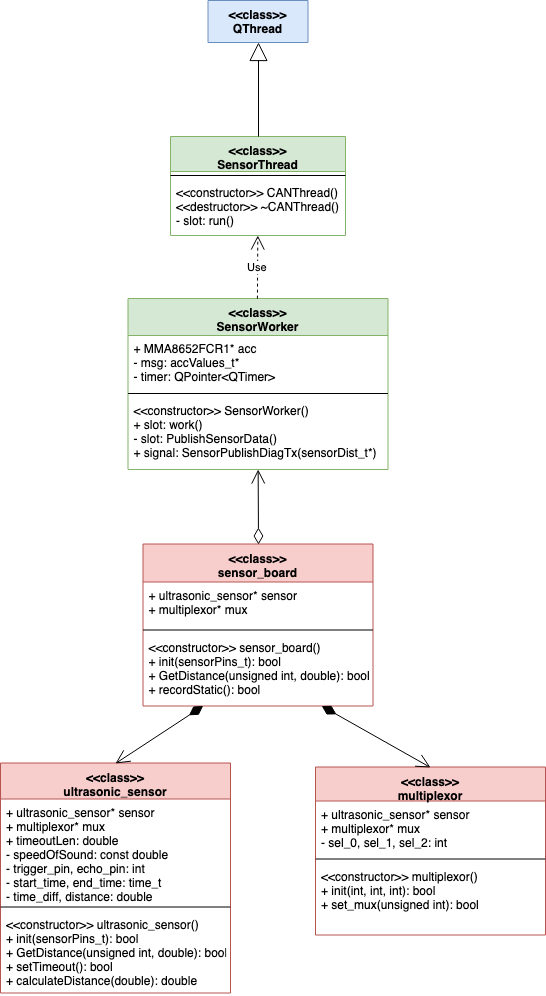 <<class>>
QThread
<<class>>
SensorThread
<<constructor>> CANThread()
<<destructor>> ~CANThread()
- slot: run()
Use
<<class>>
SensorWorker
+ MMA8652FCR1* acc
- msg: accValues_t*
- timer: QPointer<QTimer>
<<constructor>> SensorWorker()
+ slot: work()
- slot: PublishSensorData()
+ signal: SensorPublishDiagTx(sensorDist_t*)
<<class>>
sensor_board
+ ultrasonic_sensor* sensor
+ multiplexor* mux
<<constructor>> sensor_board()
+ init(sensorPins_t): bool
+ GetDistance(unsigned int, double): bool
+ recordStatic(): bool
<<class>>
ultrasonic_sensor
+ ultrasonic_sensor* sensor
+ multiplexor* mux
+ timeoutLen: double
- speedOfSound: const double
- trigger_pin, echo_pin: int
- start_time, end_time: time_t
- time_diff, distance: double
<<constructor>> ultrasonic_sensor()
+ init(sensorPins_t): bool
+ GetDistance(unsigned int, double): bool
+ setTimeout(): bool
+ calculateDistance(double): double
<<class>>
multiplexor
+ ultrasonic_sensor* sensor
+ multiplexor* mux
- sel_0, sel_1, sel_2: int
<<constructor>> multiplexor()
+ init(int, int, int): bool
+ set_mux(unsigned int): bool